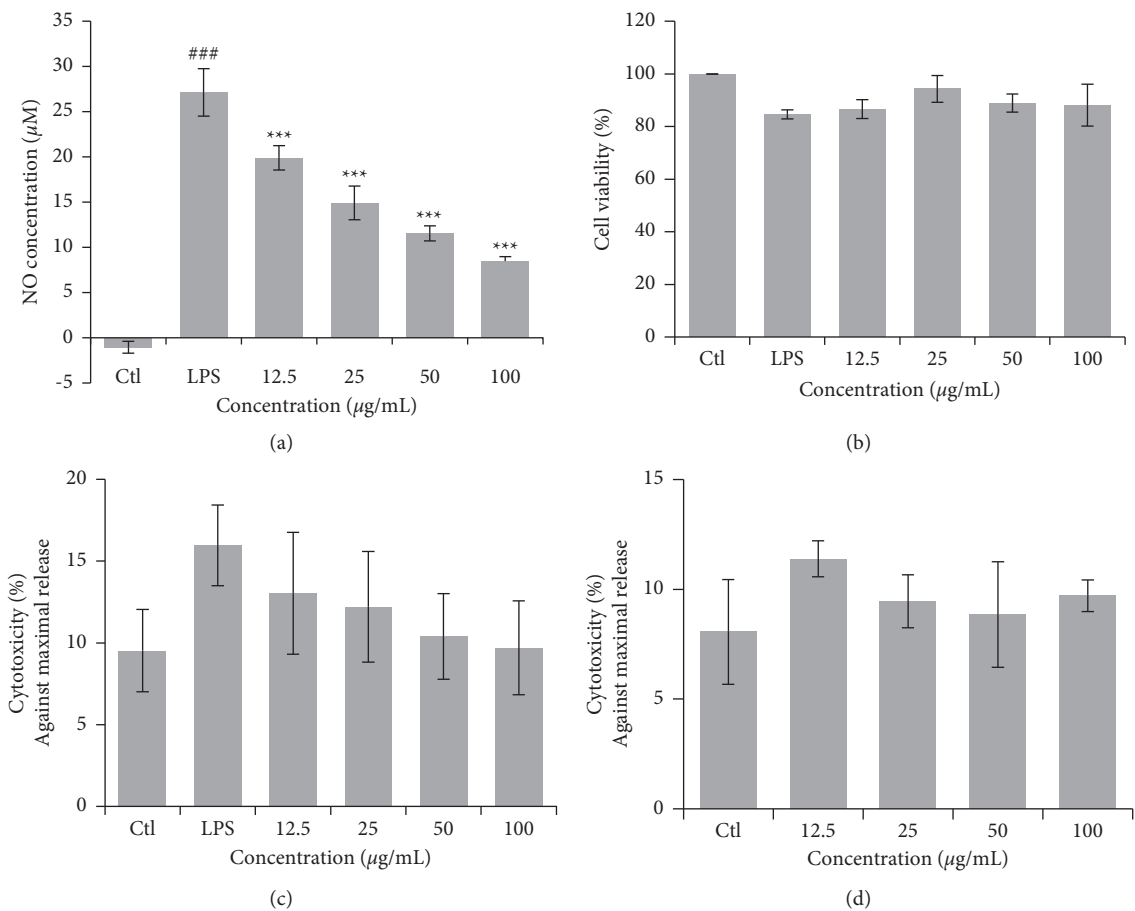 35
30
25
20
15
10
5
0
-5
NO concentration (µM)
###
***
***
***
***
Ctl LPS 12.5 25 50 100
Concentration (µg/mL)
(a)
120
100
80
60
40
20
0
Cell viability (%)
Ctl LPS 12.5 25 50 100
Concentration (µg/mL)
(b)
20
15
10
5
0
Cytotoxicity (%)
Against maximal release
Ctl LPS 12.5 25 50 100
Concentration (µg/mL)
(c)
15
10
5
0
Cytotoxicity (%)
Against maximal release
Ctl 12.5 25 50 100
Concentration (µg/mL)
(d)